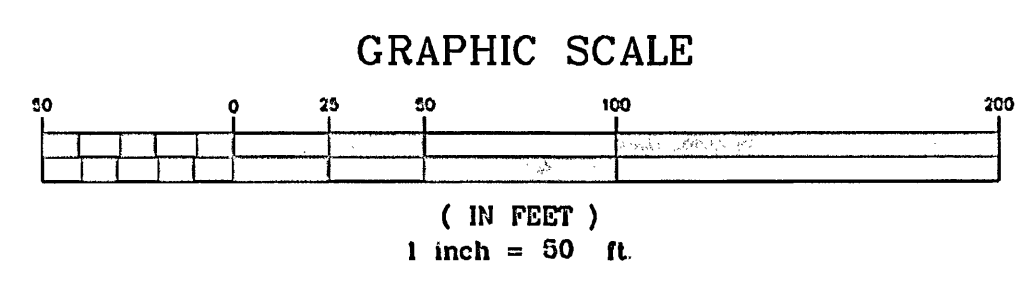 GRAPHIC SCALE
50 0 25 50 100 200
( IN FEET )
1 inch = 50 ft.